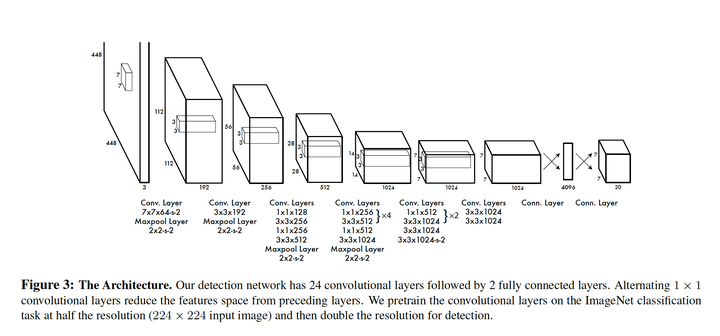 448
7
7
448
3
112
3
3
112
192
56
3
3
56
256
28
3
3
28
512
14
3
3
14
1024
7
3
3
7
1024
7
7
1024
4096
7
7
30
Conv. Layer
7x7x64-s-2
Maxpool Layer
2x2-s-2
Conv. Layer
3x3x192
Maxpool Layer
2x2-s-2
Conv. Layers
1x1x128
3x3x256
1x1x256
3x3x512
Maxpool Layer
2x2-s-2
Conv. Layers
1x1x256
3x3x512 }×4
1x1x512
3x3x1024
Maxpool Layer
2x2-s-2
Conv. Layers
1x1x512
3x3x1024 }×2
3x3x1024
3x3x1024-s-2
Conv. Layers
3x3x1024
3x3x1024
Conn. Layer
Conn. Layer
Figure 3: The Architecture. Our detection network has 24 convolutional layers followed by 2 fully connected layers. Alternating 1 × 1
convolutional layers reduce the features space from preceding layers. We pretrain the convolutional layers on the ImageNet classification
task at half the resolution (224 × 224 input image) and then double the resolution for detection.